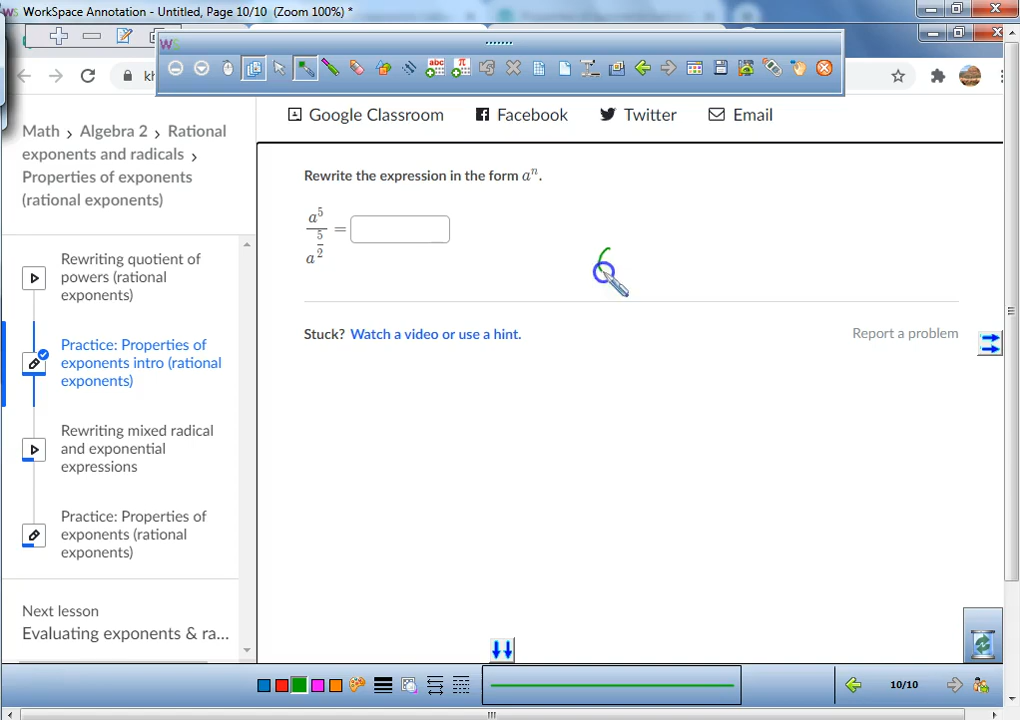 WorkSpace Annotation - Untitled, Page 10/10 (Zoom 100%) *
WS
abc
π
Google Classroom
Facebook
Twitter
Email
Math › Algebra 2 › Rational
exponents and radicals ›
Properties of exponents
(rational exponents)
Rewriting quotient of
powers (rational
exponents)
Practice: Properties of
exponents intro (rational
exponents)
Rewriting mixed radical
and exponential
expressions
Practice: Properties of
exponents (rational
exponents)
Next lesson
Evaluating exponents & ra...
Rewrite the expression in the form aⁿ.
a^5 / a^(5/2) =
Stuck? Watch a video or use a hint.
Report a problem
10/10